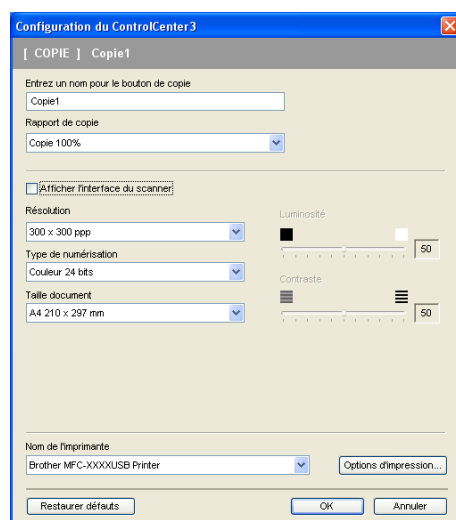 Configuration du ControlCenter3
[ COPIE ] Copie1
Entrez un nom pour le bouton de copie
Copie1
Rapport de copie
Copie 100%
Afficher l'interface du scanner
Résolution
300 x 300 ppp
Type de numérisation
Couleur 24 bits
Taille document
A4 210 x 297 mm
Luminosité
50
Contraste
50
Nom de l'imprimante
Brother MFC-XXXXUSB Printer
Options d'impression...
Restaurer défauts
OK
Annuler